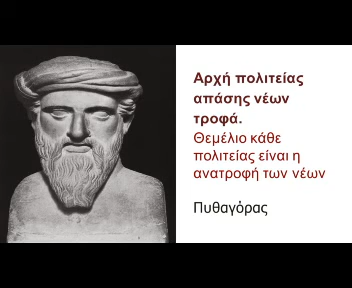 Αρχή πολιτείας
απάσης νέων
τροφά.
Θεμέλιο κάθε
πολιτείας είναι η
ανατροφή των νέων
Πυθαγόρας